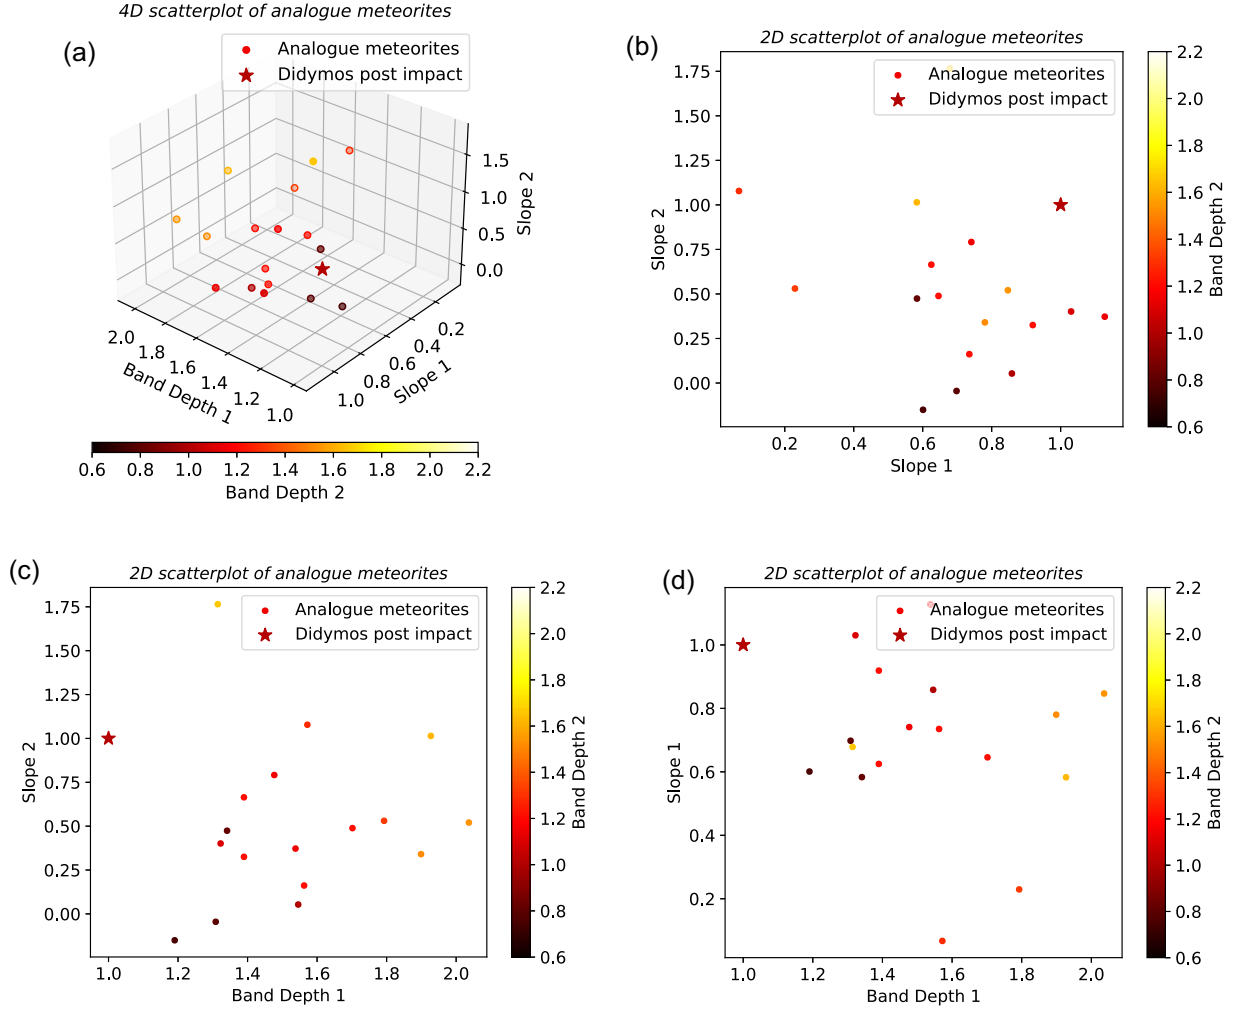 4D scatterplot of analogue meteorites
(a)
Analogue meteorites
Didymos post impact
1.5
1.0
0.5
0.0
Slope 2
2.0
1.8
1.6
1.4
1.2
1.0
Band Depth 1
0.2
0.4
0.6
0.8
1.0
Slope 1
0.6 0.8 1.0 1.2 1.4 1.6 1.8 2.0 2.2
Band Depth 2
(b)
2D scatterplot of analogue meteorites
Analogue meteorites
Didymos post impact
1.75
1.50
1.25
1.00
0.75
0.50
0.25
0.00
Slope 2
0.2 0.4 0.6 0.8 1.0
Slope 1
2.2
2.0
1.8
1.6
1.4
1.2
1.0
0.8
0.6
Band Depth 2
(c)
2D scatterplot of analogue meteorites
Analogue meteorites
Didymos post impact
1.75
1.50
1.25
1.00
0.75
0.50
0.25
0.00
Slope 2
1.0 1.2 1.4 1.6 1.8 2.0
Band Depth 1
2.2
2.0
1.8
1.6
1.4
1.2
1.0
0.8
0.6
Band Depth 2
(d)
2D scatterplot of analogue meteorites
Analogue meteorites
Didymos post impact
1.0
0.8
0.6
0.4
0.2
Slope 1
1.0 1.2 1.4 1.6 1.8 2.0
Band Depth 1
2.2
2.0
1.8
1.6
1.4
1.2
1.0
0.8
0.6
Band Depth 2